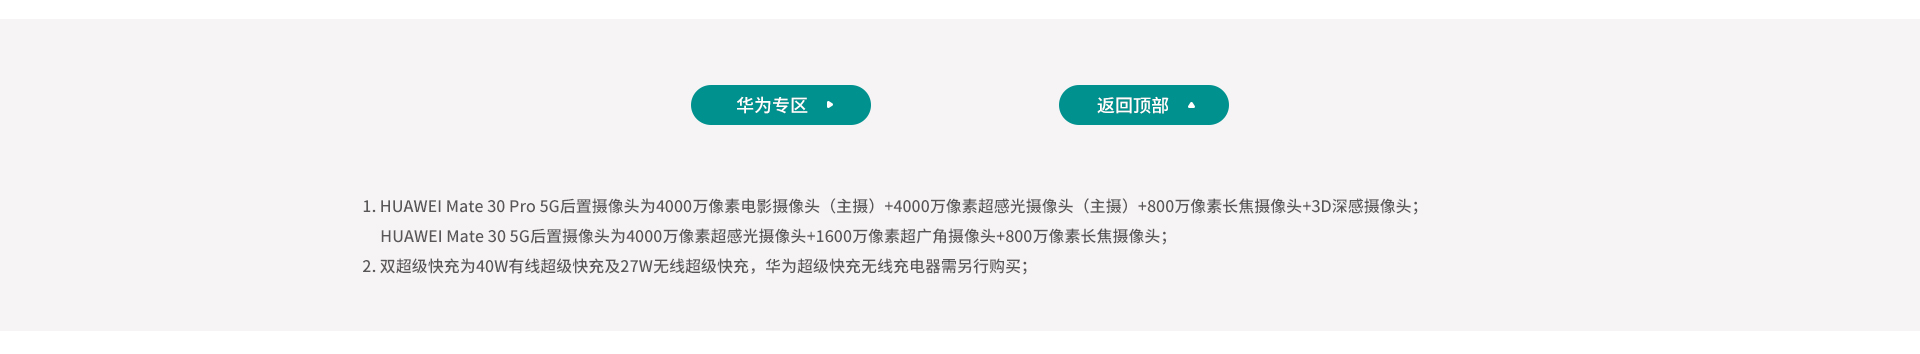 华为专区
返回顶部
1. HUAWEI Mate 30 Pro 5G后置摄像头为4000万像素电影摄像头（主摄）+4000万像素超感光摄像头（主摄）+800万像素长焦摄像头+3D深感摄像头；
HUAWEI Mate 30 5G后置摄像头为4000万像素超感光摄像头+1600万像素超广角摄像头+800万像素长焦摄像头；
2. 双超级快充为40W有线超级快充及27W无线超级快充，华为超级快充无线充电器需另行购买；